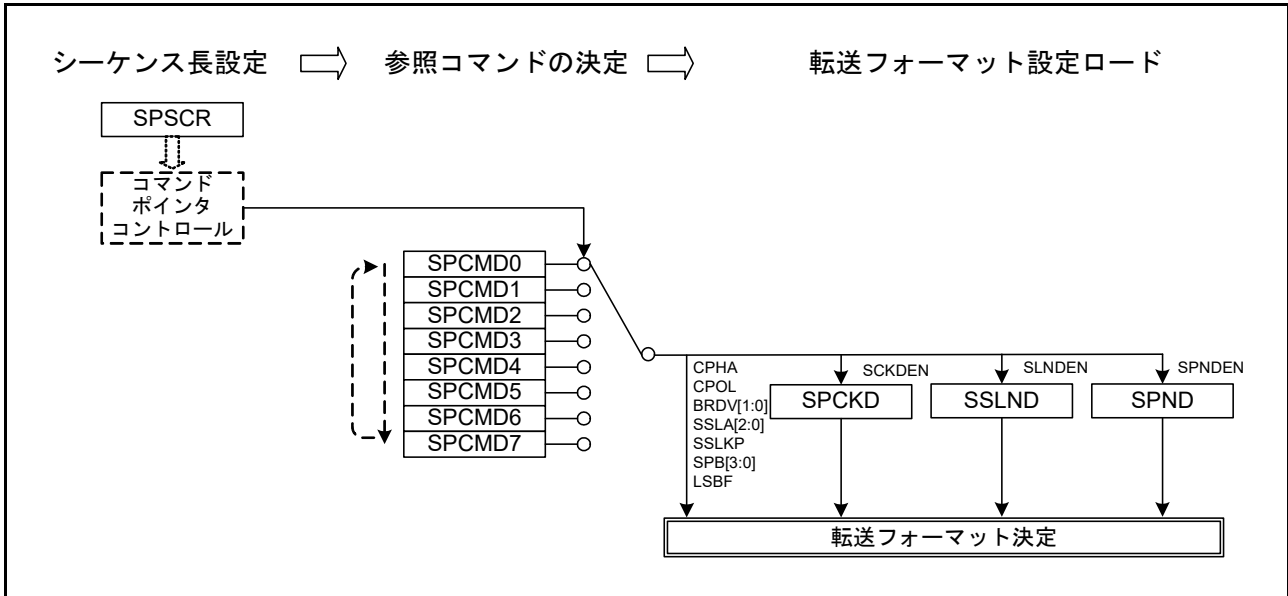 シーケンス長設定
参照コマンドの決定
転送フォーマット設定ロード
SPSCR
コマンド
ポインタ
コントロール
SPCMD0
SPCMD1
SPCMD2
SPCMD3
SPCMD4
SPCMD5
SPCMD6
SPCMD7
CPHA
CPOL
BRDV[1:0]
SSLA[2:0]
SSLKP
SPB[3:0]
LSBF
SCKDEN
SPCKD
SLNDEN
SSLND
SPNDEN
SPND
転送フォーマット決定